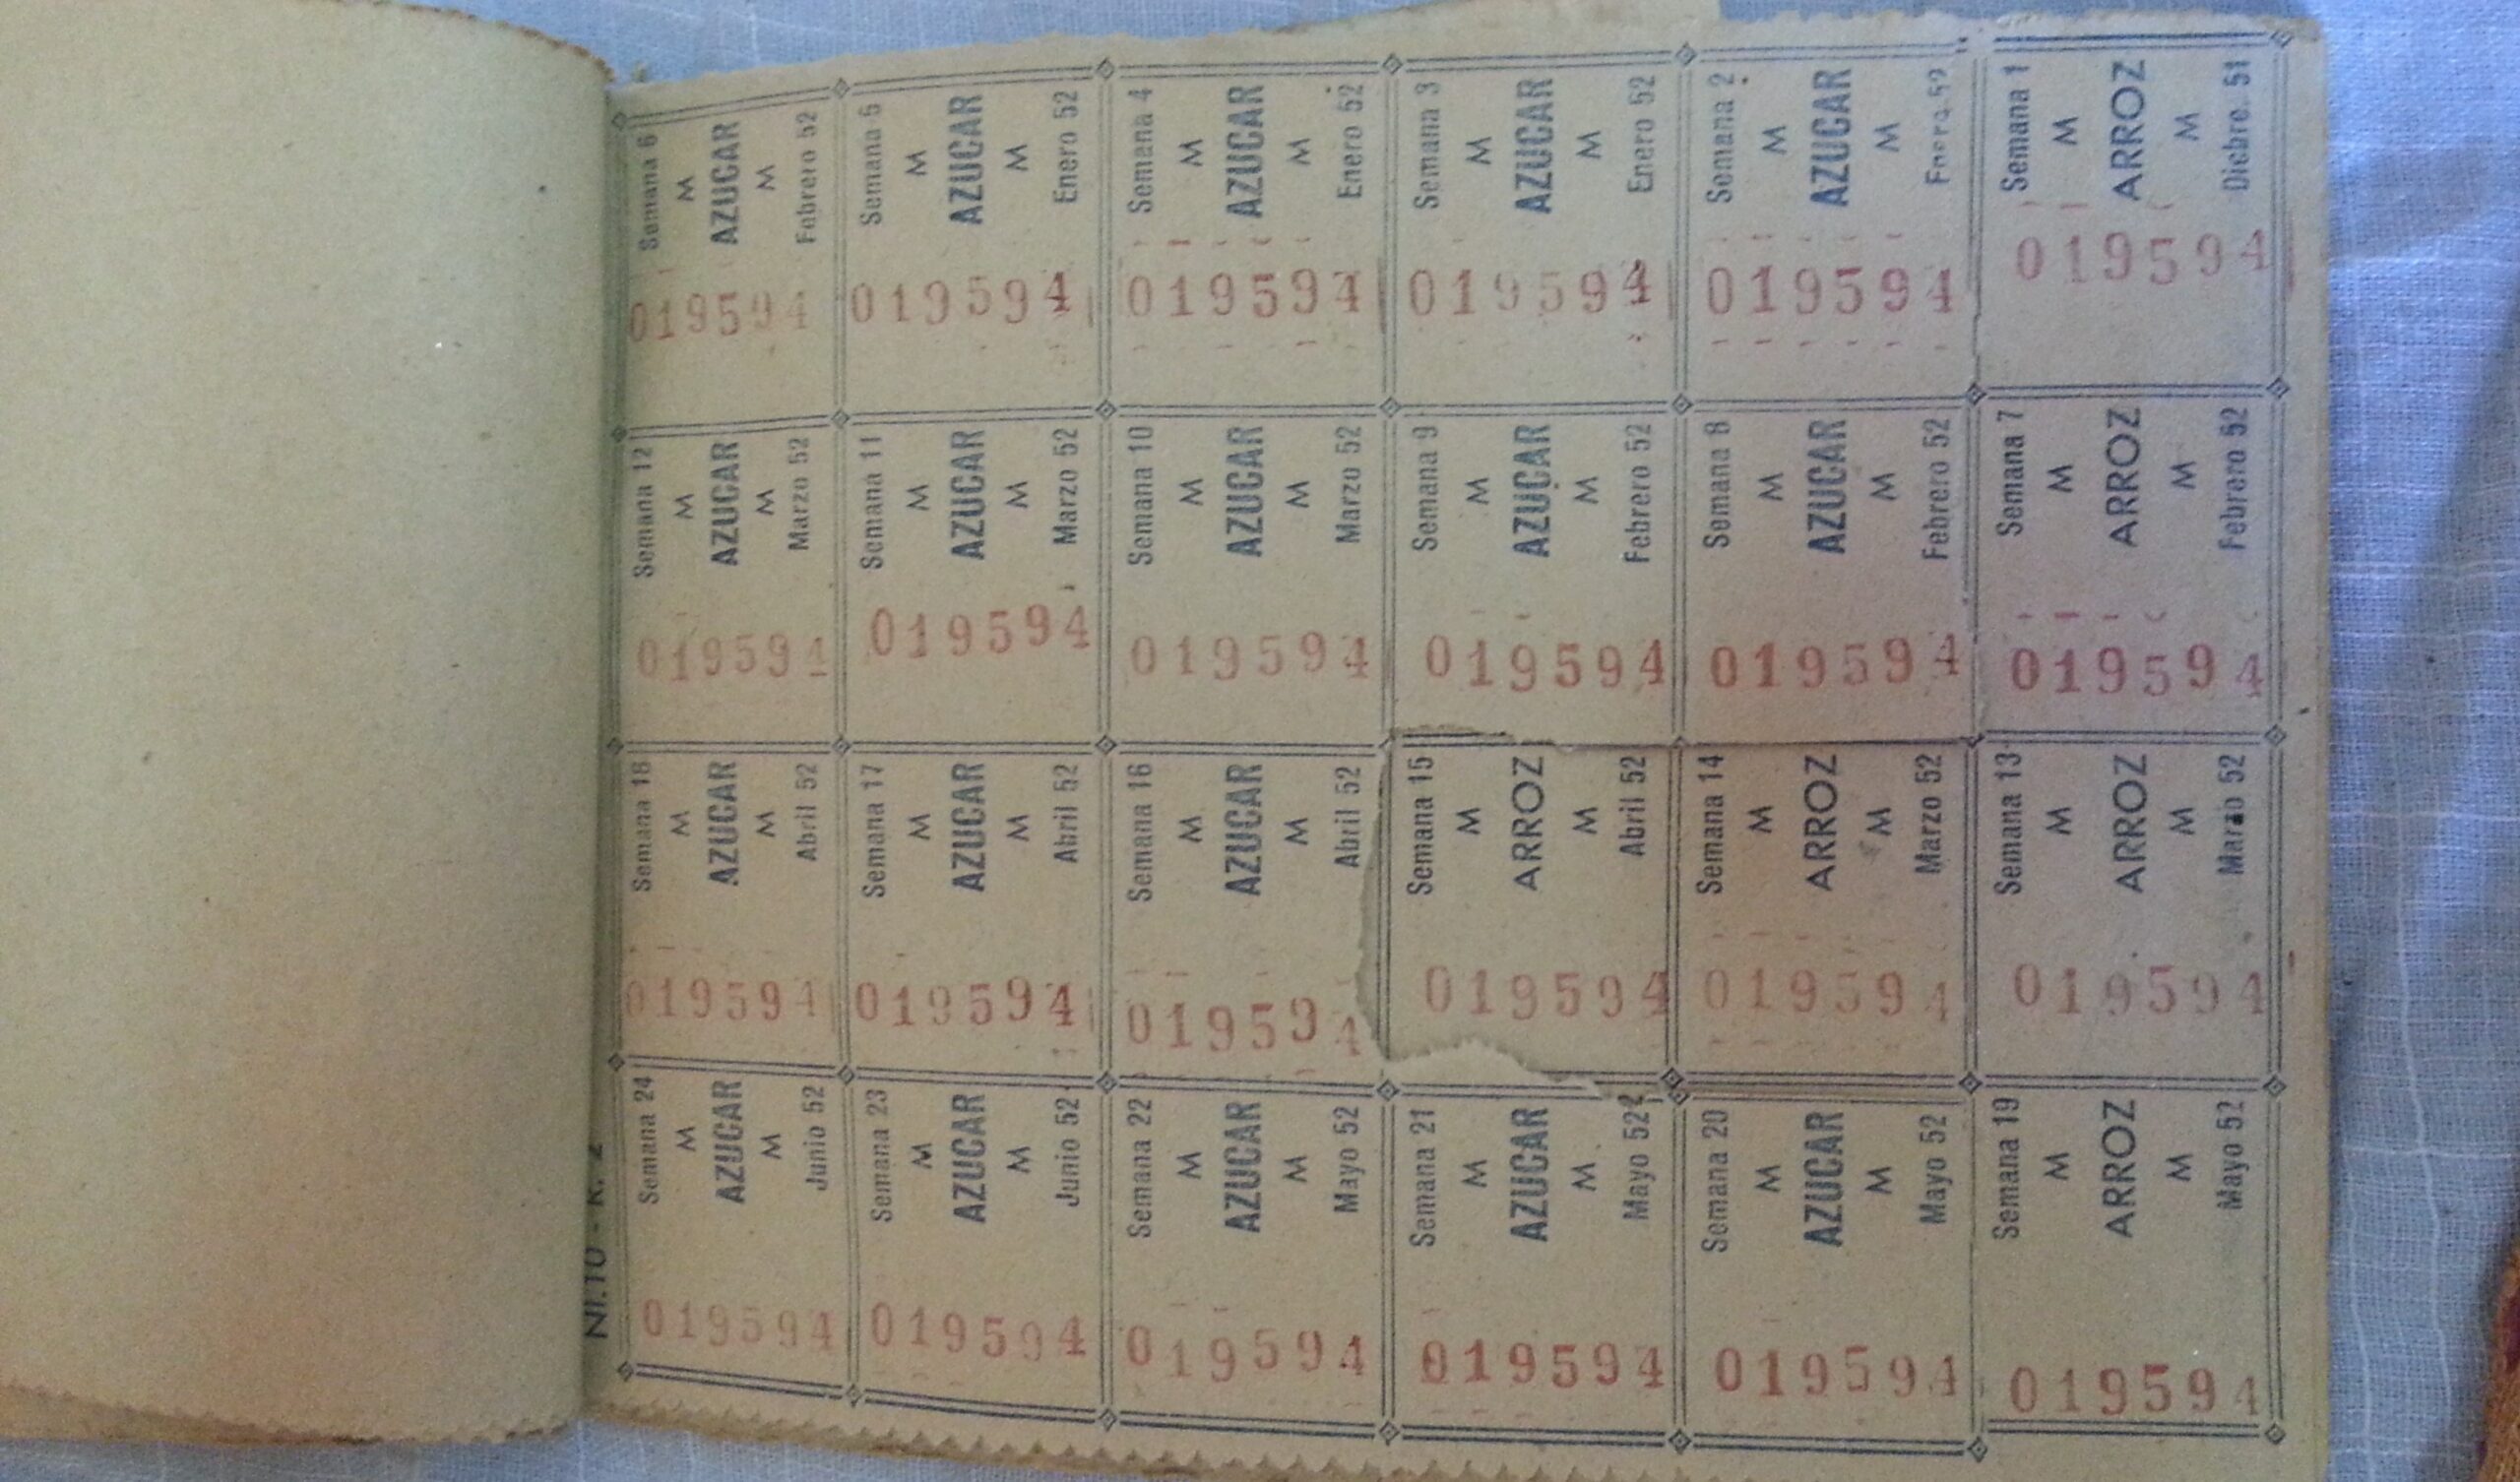 Semana 24
M
AZUCAR
M
Junio 52
019594
Semana 18
M
AZUCAR
M
Abril 52
019594
Semana 12
M
AZUCAR
M
Marzo 52
019594
Semana 6
M
AZUCAR
M
Febrero 52
019594
Semana 23
M
AZUCAR
M
Junio 52
019594
Semana 17
M
AZUCAR
M
Abril 52
019594
Semana 11
M
AZUCAR
M
Marzo 52
019594
Semana 5
M
AZUCAR
M
Enero 52
019594
Semana 22
M
AZUCAR
M
Mayo 52
019594
Semana 16
M
AZUCAR
M
Abril 52
019594
Semana 10
M
AZUCAR
M
Marzo 52
019594
Semana 4
M
AZUCAR
M
Enero 52
019594
Semana 21
M
AZUCAR
M
Mayo 52
019594
Semana 15
M
ARROZ
M
Abril 52
019594
Semana 9
M
AZUCAR
M
Febrero 52
019594
Semana 3
M
AZUCAR
M
Enero 52
019594
Semana 20
M
AZUCAR
M
Mayo 52
019594
Semana 14
M
ARROZ
M
Marzo 52
019594
Semana 8
M
AZUCAR
M
Febrero 52
019594
Semana 2
M
AZUCAR
M
Enero 52
019594
Semana 19
M
ARROZ
M
Mayo 52
019594
Semana 13
M
ARROZ
M
Marzo 52
019594
Semana 7
M
ARROZ
M
Febrero 52
019594
Semana 1
M
ARROZ
M
Dicbre. 51
019594